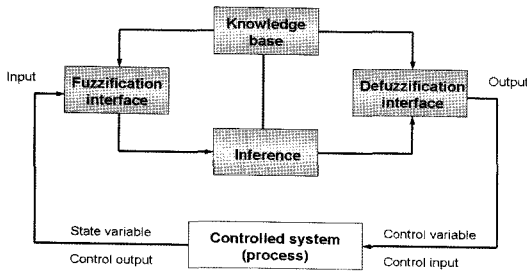 Knowledge
base
Input
Fuzzification
interface
Defuzzification
interface
Output
Inference
State variable
Control output
Controlled system
(process)
Control variable
Control input